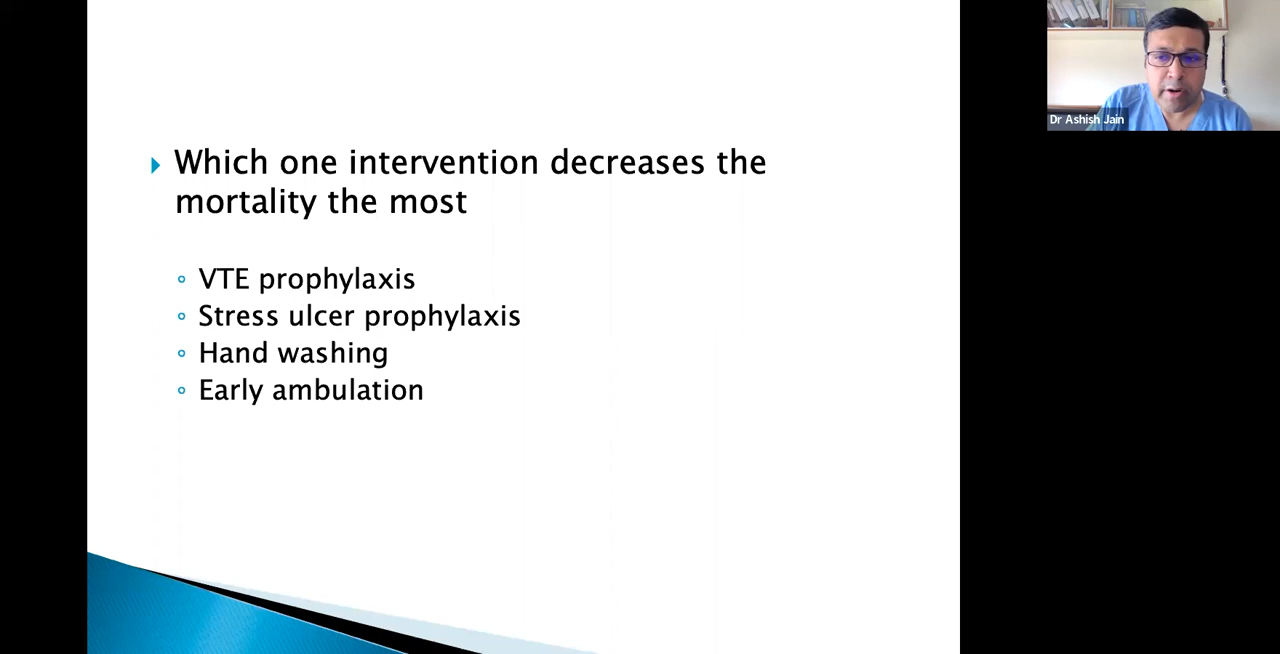 Which one intervention decreases the
mortality the most
VTE prophylaxis
Stress ulcer prophylaxis
Hand washing
Early ambulation
Dr Ashish Jain